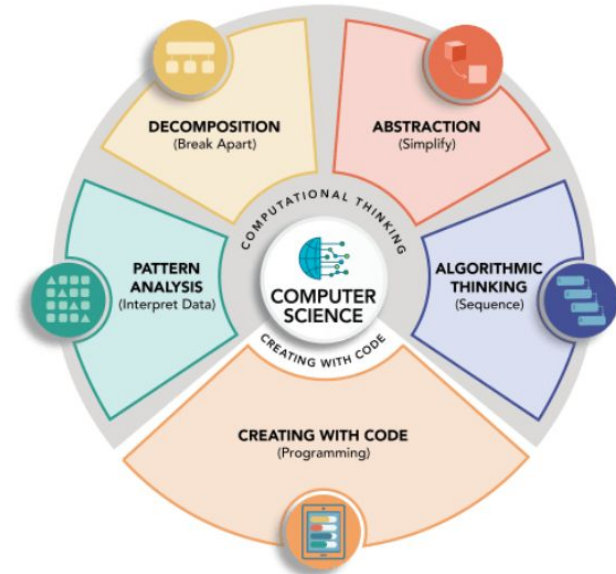 DECOMPOSITION
(Break Apart)
ABSTRACTION
(Simplify)
COMPUTATIONAL THINKING
PATTERN
ANALYSIS
(Interpret Data)
COMPUTER
SCIENCE
ALGORITHMIC
THINKING
(Sequence)
CREATING WITH CODE
CREATING WITH CODE
(Programming)